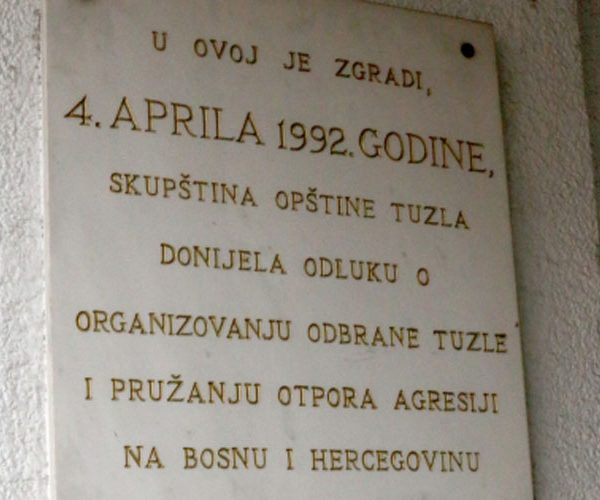 U OVOJ JE ZGRADI,
4. APRILA 1992. GODINE,
SKUPŠTINA OPŠTINE TUZLA
DONIJELA ODLUKU O
ORGANIZOVANJU ODBRANE TUZLE
I PRUŽANJU OTPORA AGRESIJI
NA BOSNU I HERCEGOVINU